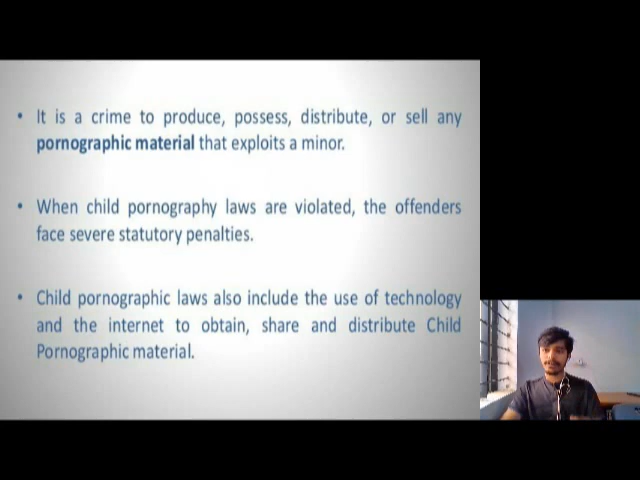 • It is a crime to produce, possess, distribute, or sell any
pornographic material that exploits a minor.
• When child pornography laws are violated, the offenders
face severe statutory penalties.
• Child pornographic laws also include the use of technology
and the internet to obtain, share and distribute Child
Pornographic material.